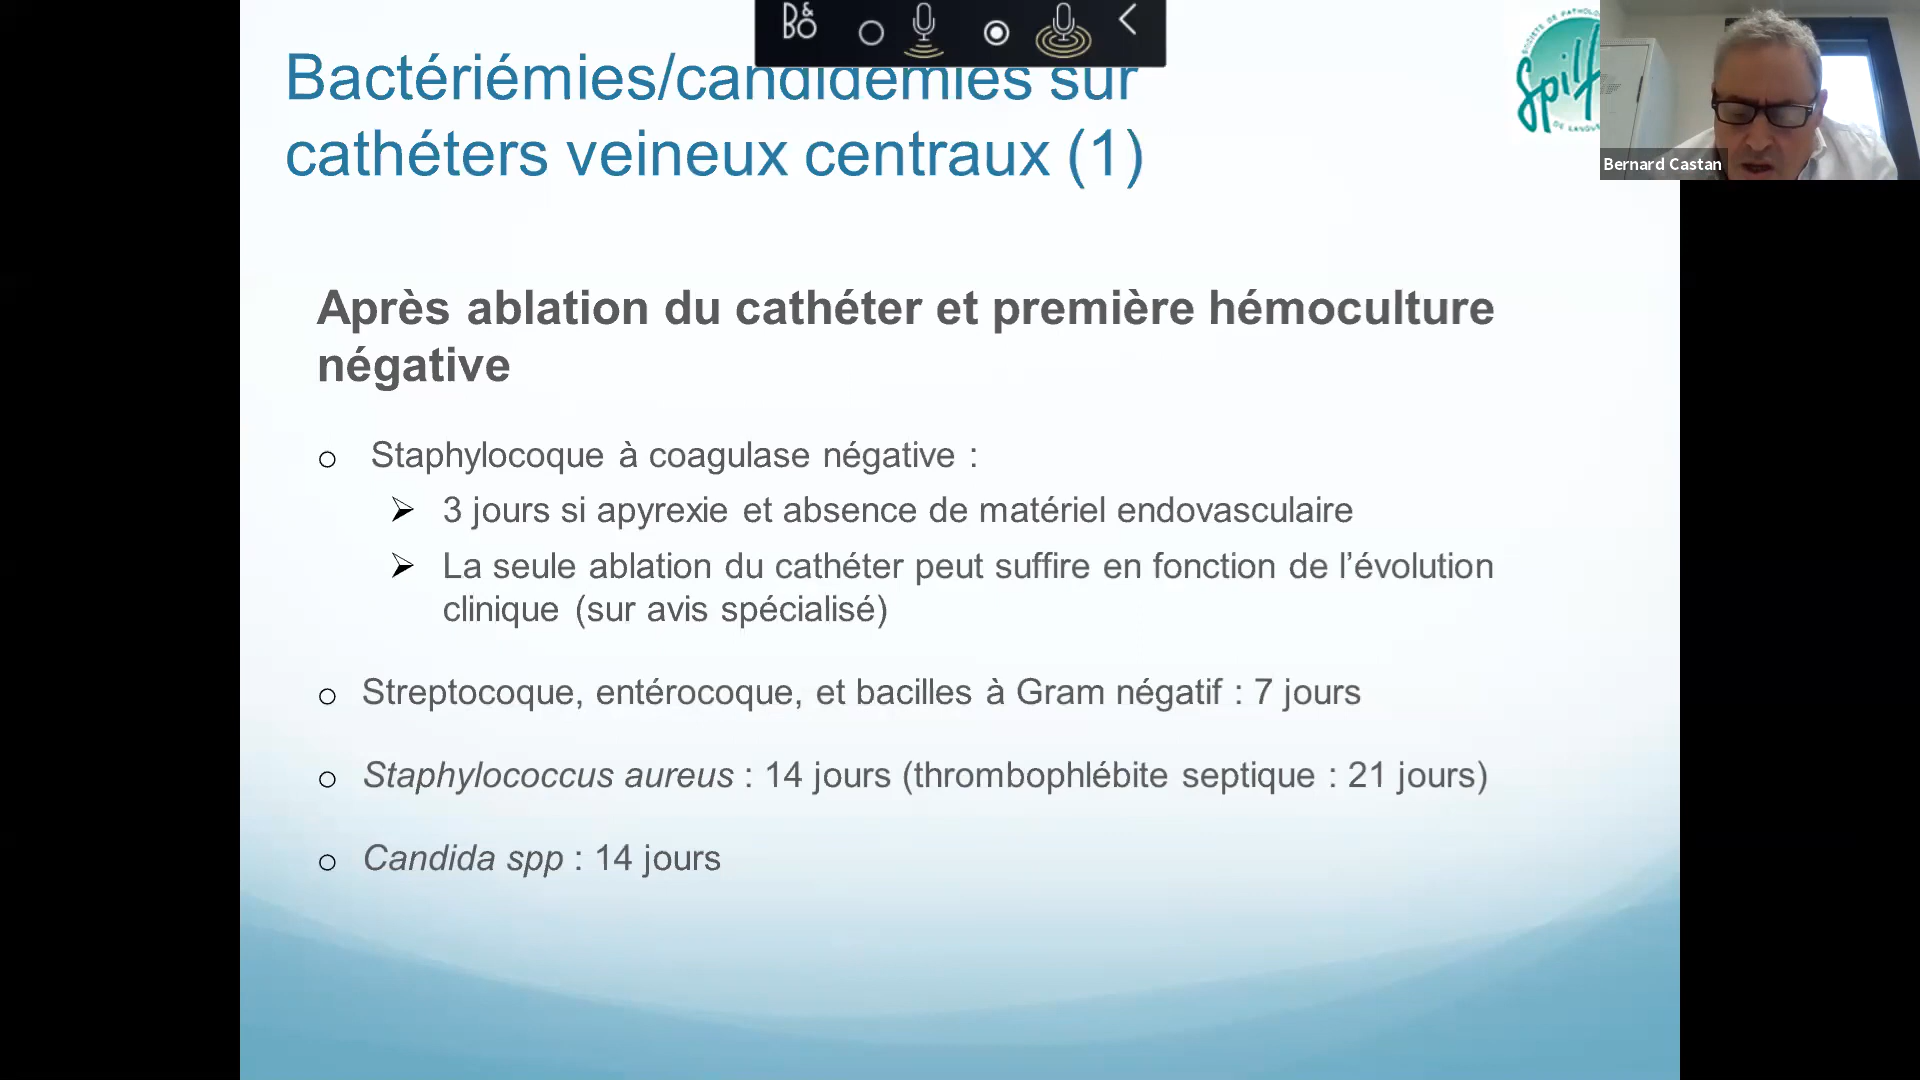 B&O
Bactériémies/candidémies sur
cathéters veineux centraux (1)
Spilf
Bernard Castan
Après ablation du cathéter et première hémoculture
négative
o Staphylocoque à coagulase négative :
➢ 3 jours si apyrexie et absence de matériel endovasculaire
➢ La seule ablation du cathéter peut suffire en fonction de l’évolution
clinique (sur avis spécialisé)
o Streptocoque, entérocoque, et bacilles à Gram négatif : 7 jours
o Staphylococcus aureus : 14 jours (thrombophlébite septique : 21 jours)
o Candida spp : 14 jours